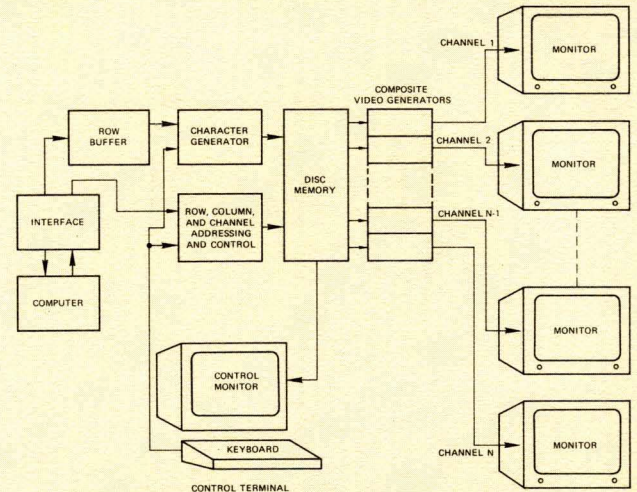 CHANNEL 1
MONITOR
COMPOSITE
VIDEO GENERATORS
ROW
BUFFER
CHARACTER
GENERATOR
DISC
MEMORY
CHANNEL 2
MONITOR
INTERFACE
ROW, COLUMN,
AND CHANNEL
ADDRESSING
AND CONTROL
CHANNEL N-1
COMPUTER
MONITOR
CONTROL
MONITOR
KEYBOARD
CHANNEL N
MONITOR
CONTROL TERMINAL